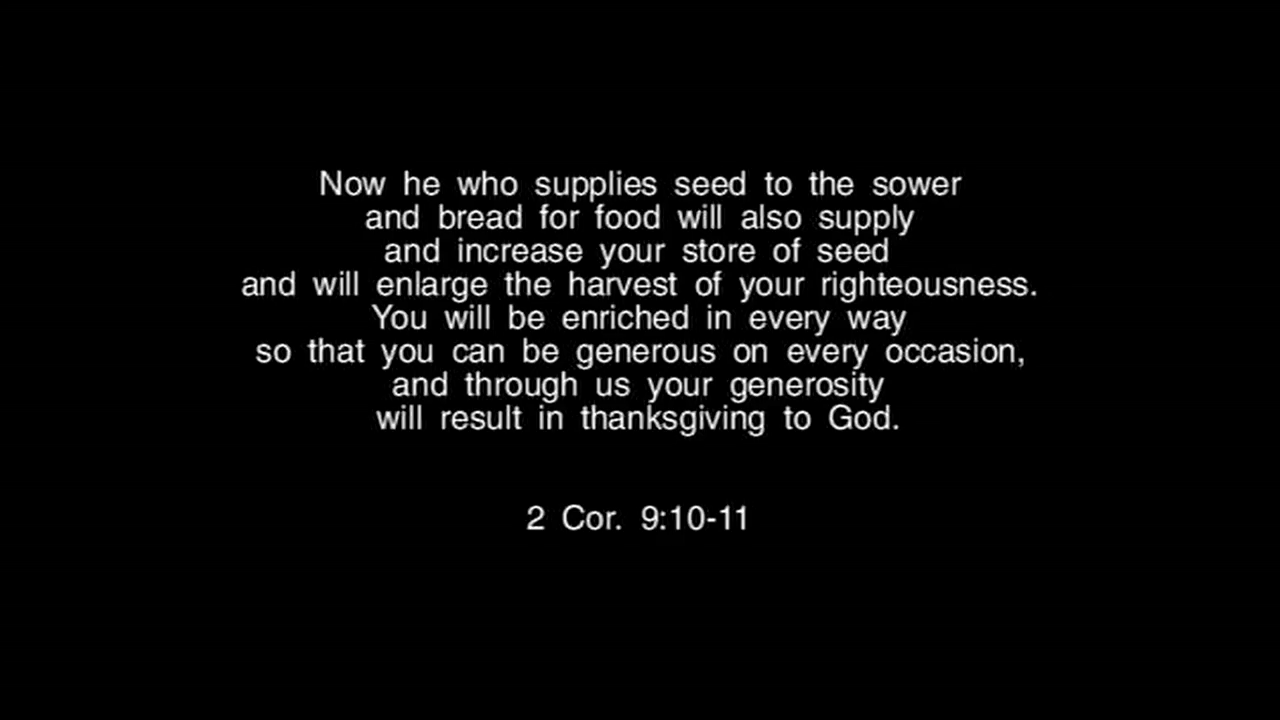 Now he who supplies seed to the sower
and bread for food will also supply
and increase your store of seed
and will enlarge the harvest of your righteousness.
You will be enriched in every way
so that you can be generous on every occasion,
and through us your generosity
will result in thanksgiving to God.
2 Cor. 9:10-11